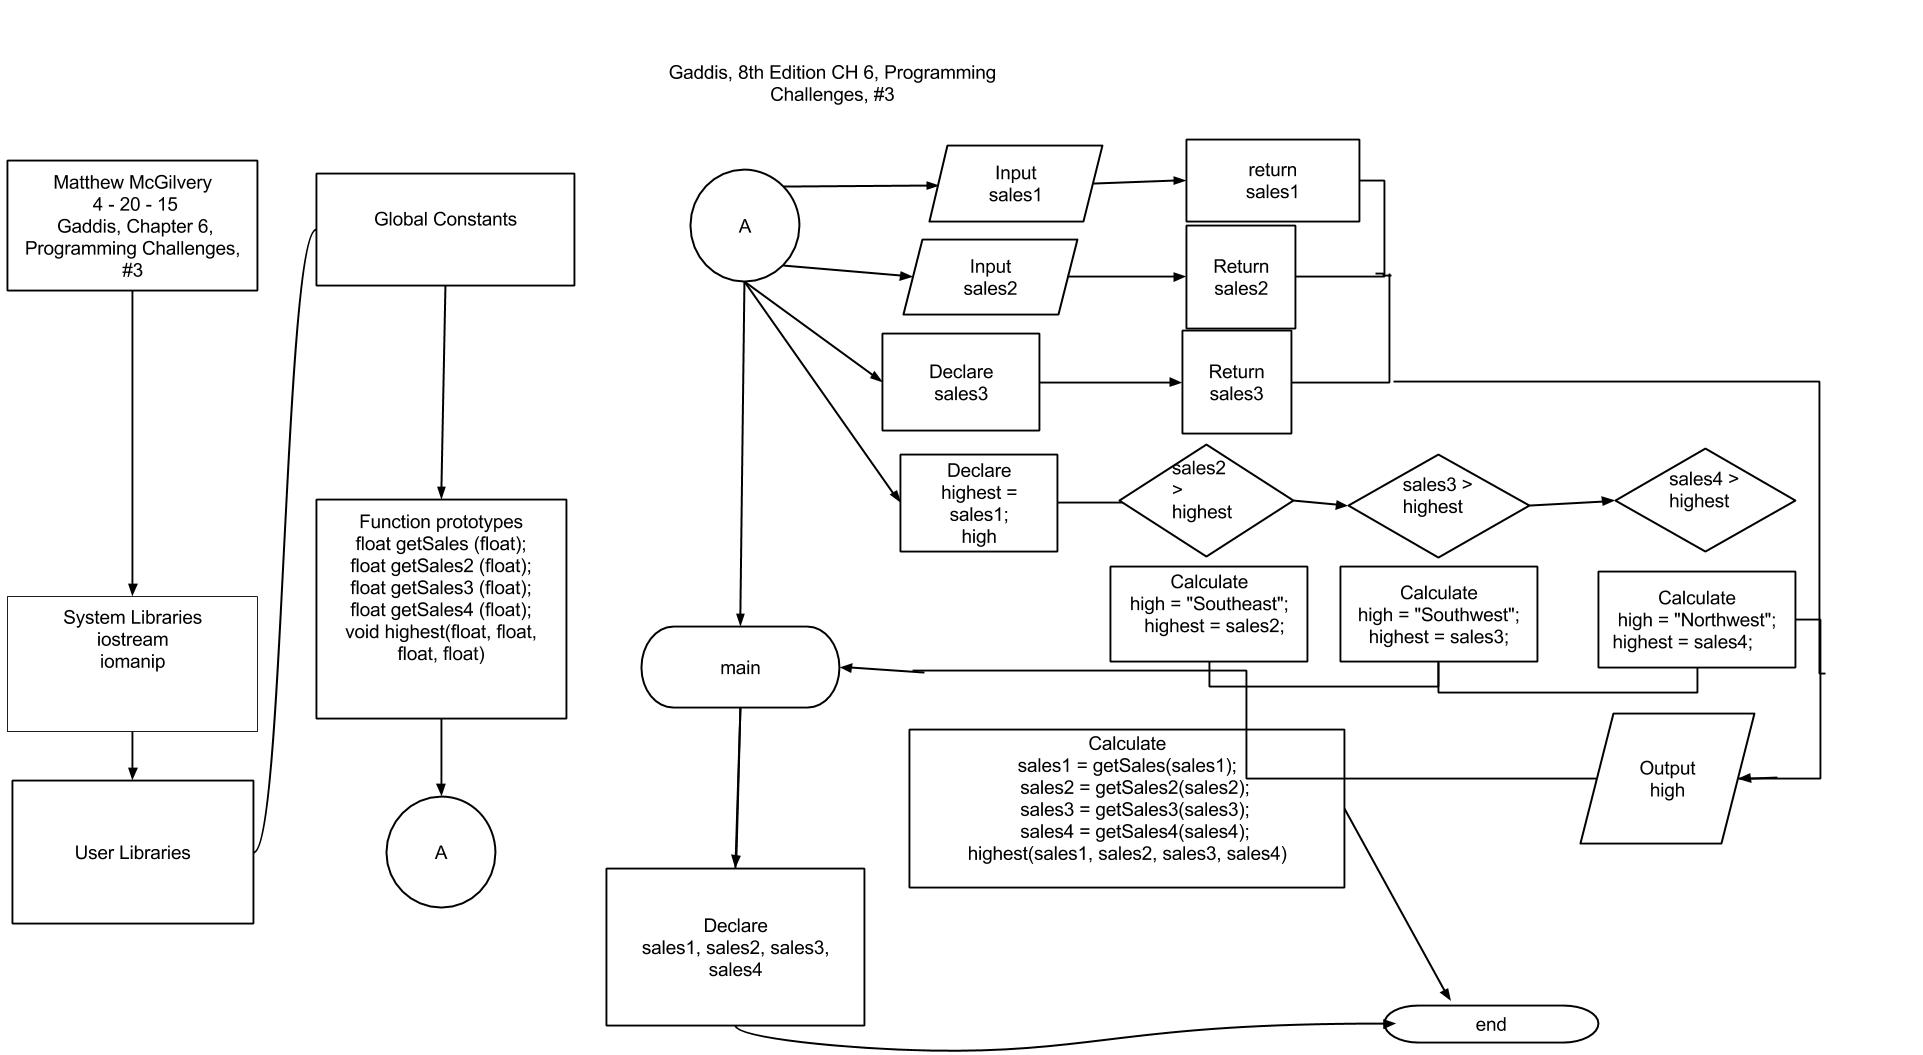 Gaddis, 8th Edition CH 6, Programming
Challenges, #3
Matthew McGilvery
4 - 20 - 15
Gaddis, Chapter 6,
Programming Challenges,
#3
System Libraries
iostream
iomanip
User Libraries
Global Constants
Function prototypes
float getSales (float);
float getSales2 (float);
float getSales3 (float);
float getSales4 (float);
void highest(float, float,
float, float)
A
A
Input
sales1
return
sales1
Input
sales2
Return
sales2
Declare
sales3
Return
sales3
Declare
highest =
sales1;
high
sales2
>
highest
sales3 >
highest
sales4 >
highest
Calculate
high = "Southeast";
highest = sales2;
Calculate
high = "Southwest";
highest = sales3;
Calculate
high = "Northwest";
highest = sales4;
main
Calculate
sales1 = getSales(sales1);
sales2 = getSales2(sales2);
sales3 = getSales3(sales3);
sales4 = getSales4(sales4);
highest(sales1, sales2, sales3, sales4)
Output
high
Declare
sales1, sales2, sales3,
sales4
end